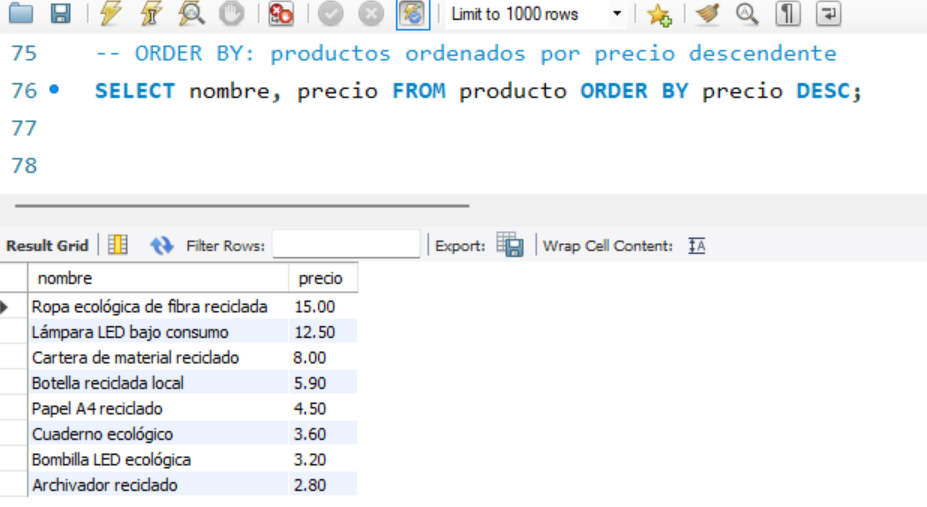 Limit to 1000 rows
75 -- ORDER BY: productos ordenados por precio descendente
76 SELECT nombre, precio FROM producto ORDER BY precio DESC;
77
78
Result Grid Filter Rows: Export: Wrap Cell Content: IA
nombre precio
Ropa ecológica de fibra reciclada 15.00
Lámpara LED bajo consumo 12.50
Cartera de material reciclado 8.00
Botella reciclada local 5.90
Papel A4 reciclado 4.50
Cuaderno ecológico 3.60
Bombilla LED ecológica 3.20
Archivador reciclado 2.80